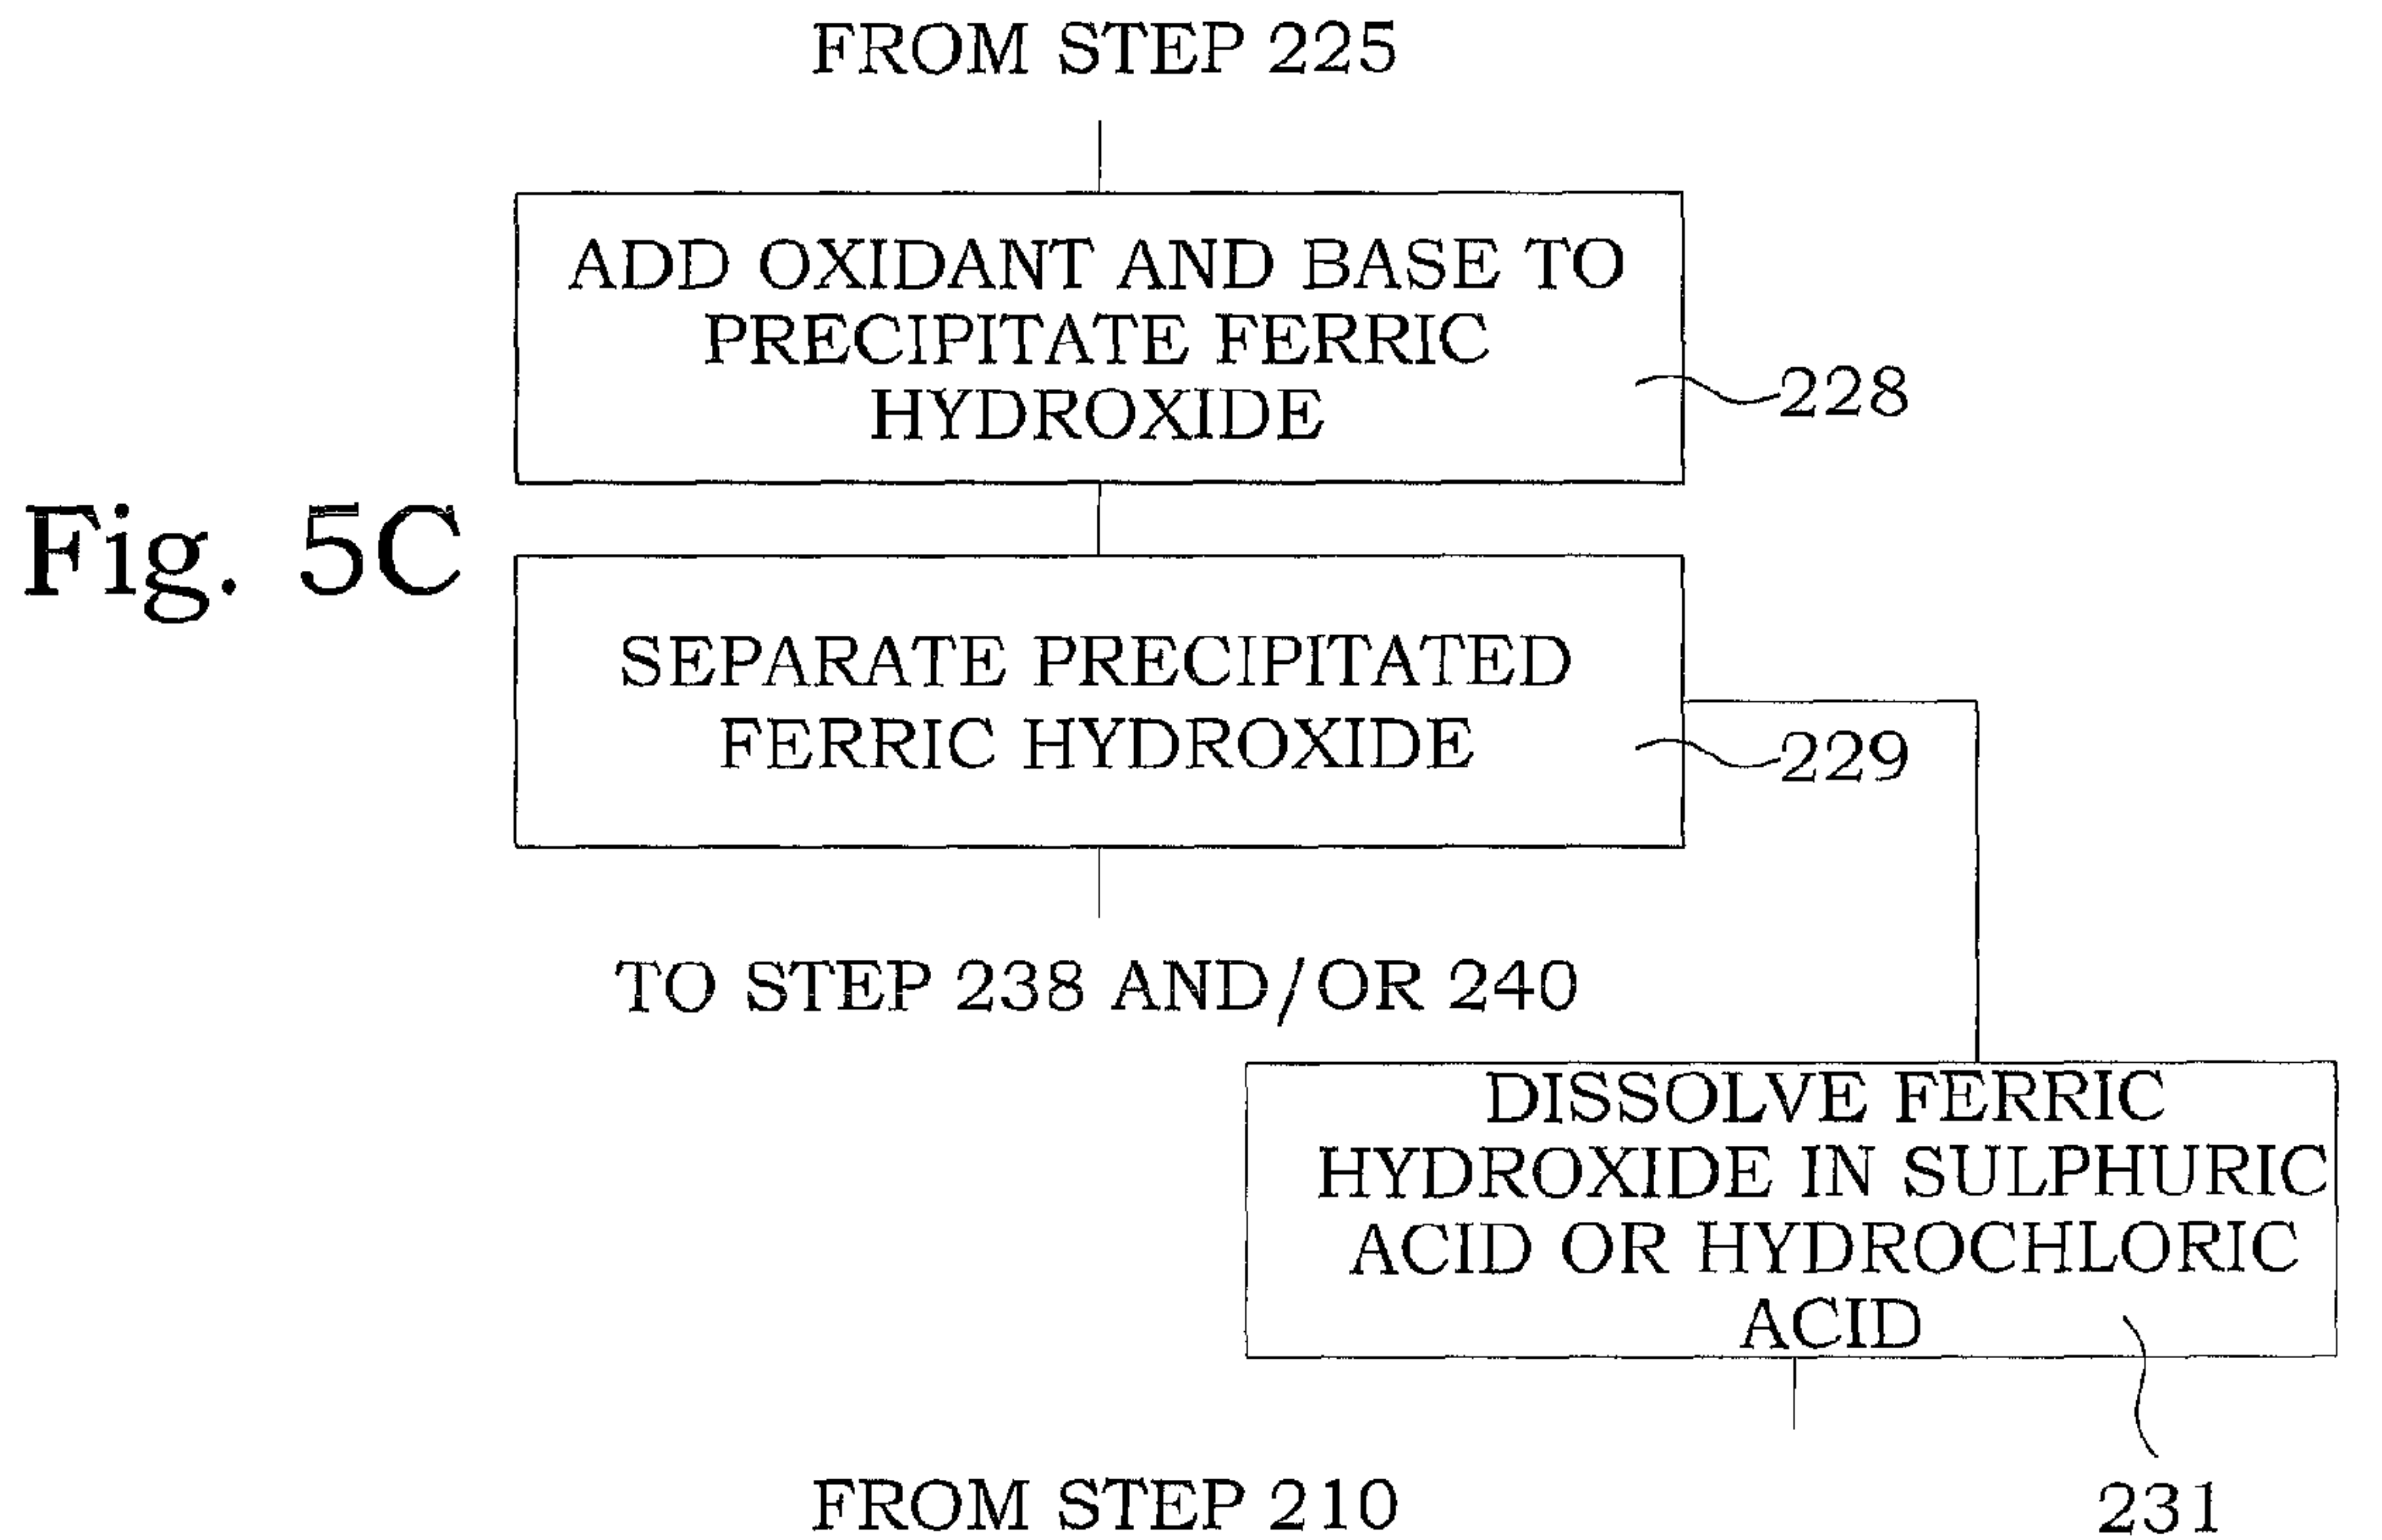 FROM STEP 225
ADD OXIDANT AND BASE TO
PRECIPITATE FERRIC
HYDROXIDE
228
Fig. 5C
SEPARATE PRECIPITATED
FERRIC HYDROXIDE
229
TO STEP 238 AND/OR 240
DISSOLVE FERRIC
HYDROXIDE IN SULPHURIC
ACID OR HYDROCHLORIC
ACID
231
FROM STEP 210